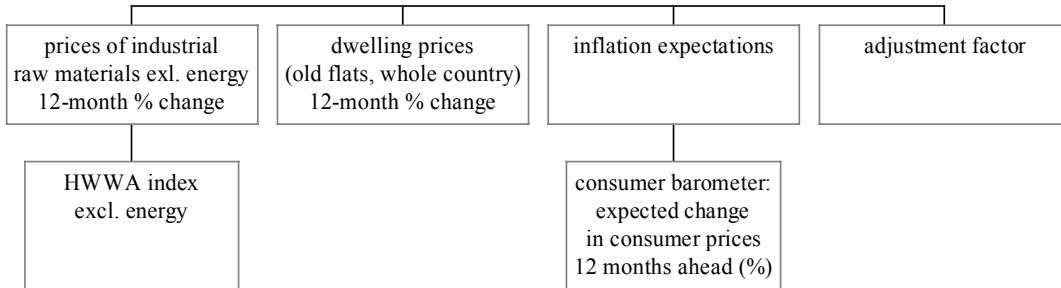 prices of industrial
raw materials exl. energy
12-month % change
dwelling prices
(old flats, whole country)
12-month % change
inflation expectations
adjustment factor
HWWA index
excl. energy
consumer barometer:
expected change
in consumer prices
12 months ahead (%)